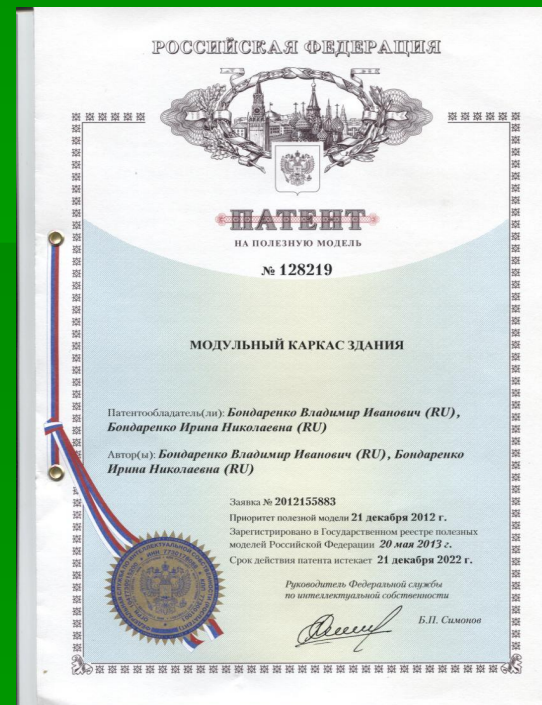 РОССИЙСКАЯ ФЕДЕРАЦИЯ
ПАТЕНТ
НА ПОЛЕЗНУЮ МОДЕЛЬ
№ 128219
МОДУЛЬНЫЙ КАРКАС ЗДАНИЯ
Патентообладатель(ли): Бондаренко Владимир Иванович (RU),
Бондаренко Ирина Николаевна (RU)
Автор(ы): Бондаренко Владимир Иванович (RU), Бондаренко
Ирина Николаевна (RU)
Заявка № 2012155883
Приоритет полезной модели 21 декабря 2012 г.
Зарегистрировано в Государственном реестре полезных
моделей Российской Федерации 20 мая 2013 г.
Срок действия патента истекает 21 декабря 2022 г.
Руководитель Федеральной службы
по интеллектуальной собственности
Б.П. Симонов